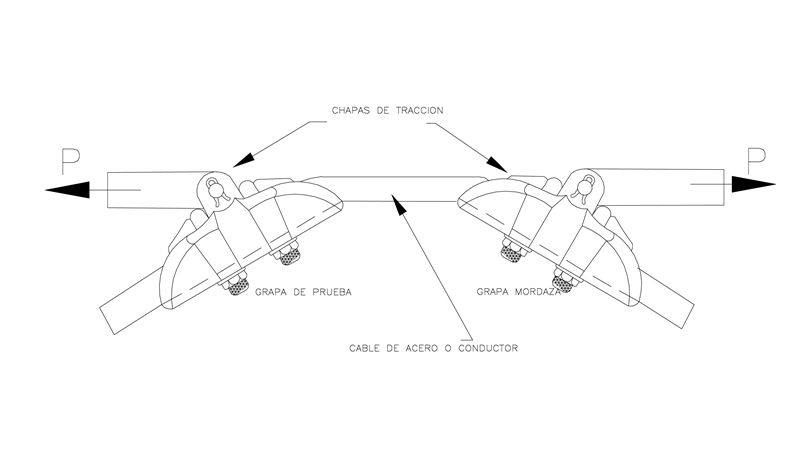 CHAPAS DE TRACCION
P
P
GRAPA DE PRUEBA
GRAPA MORDAZA
CABLE DE ACERO O CONDUCTOR